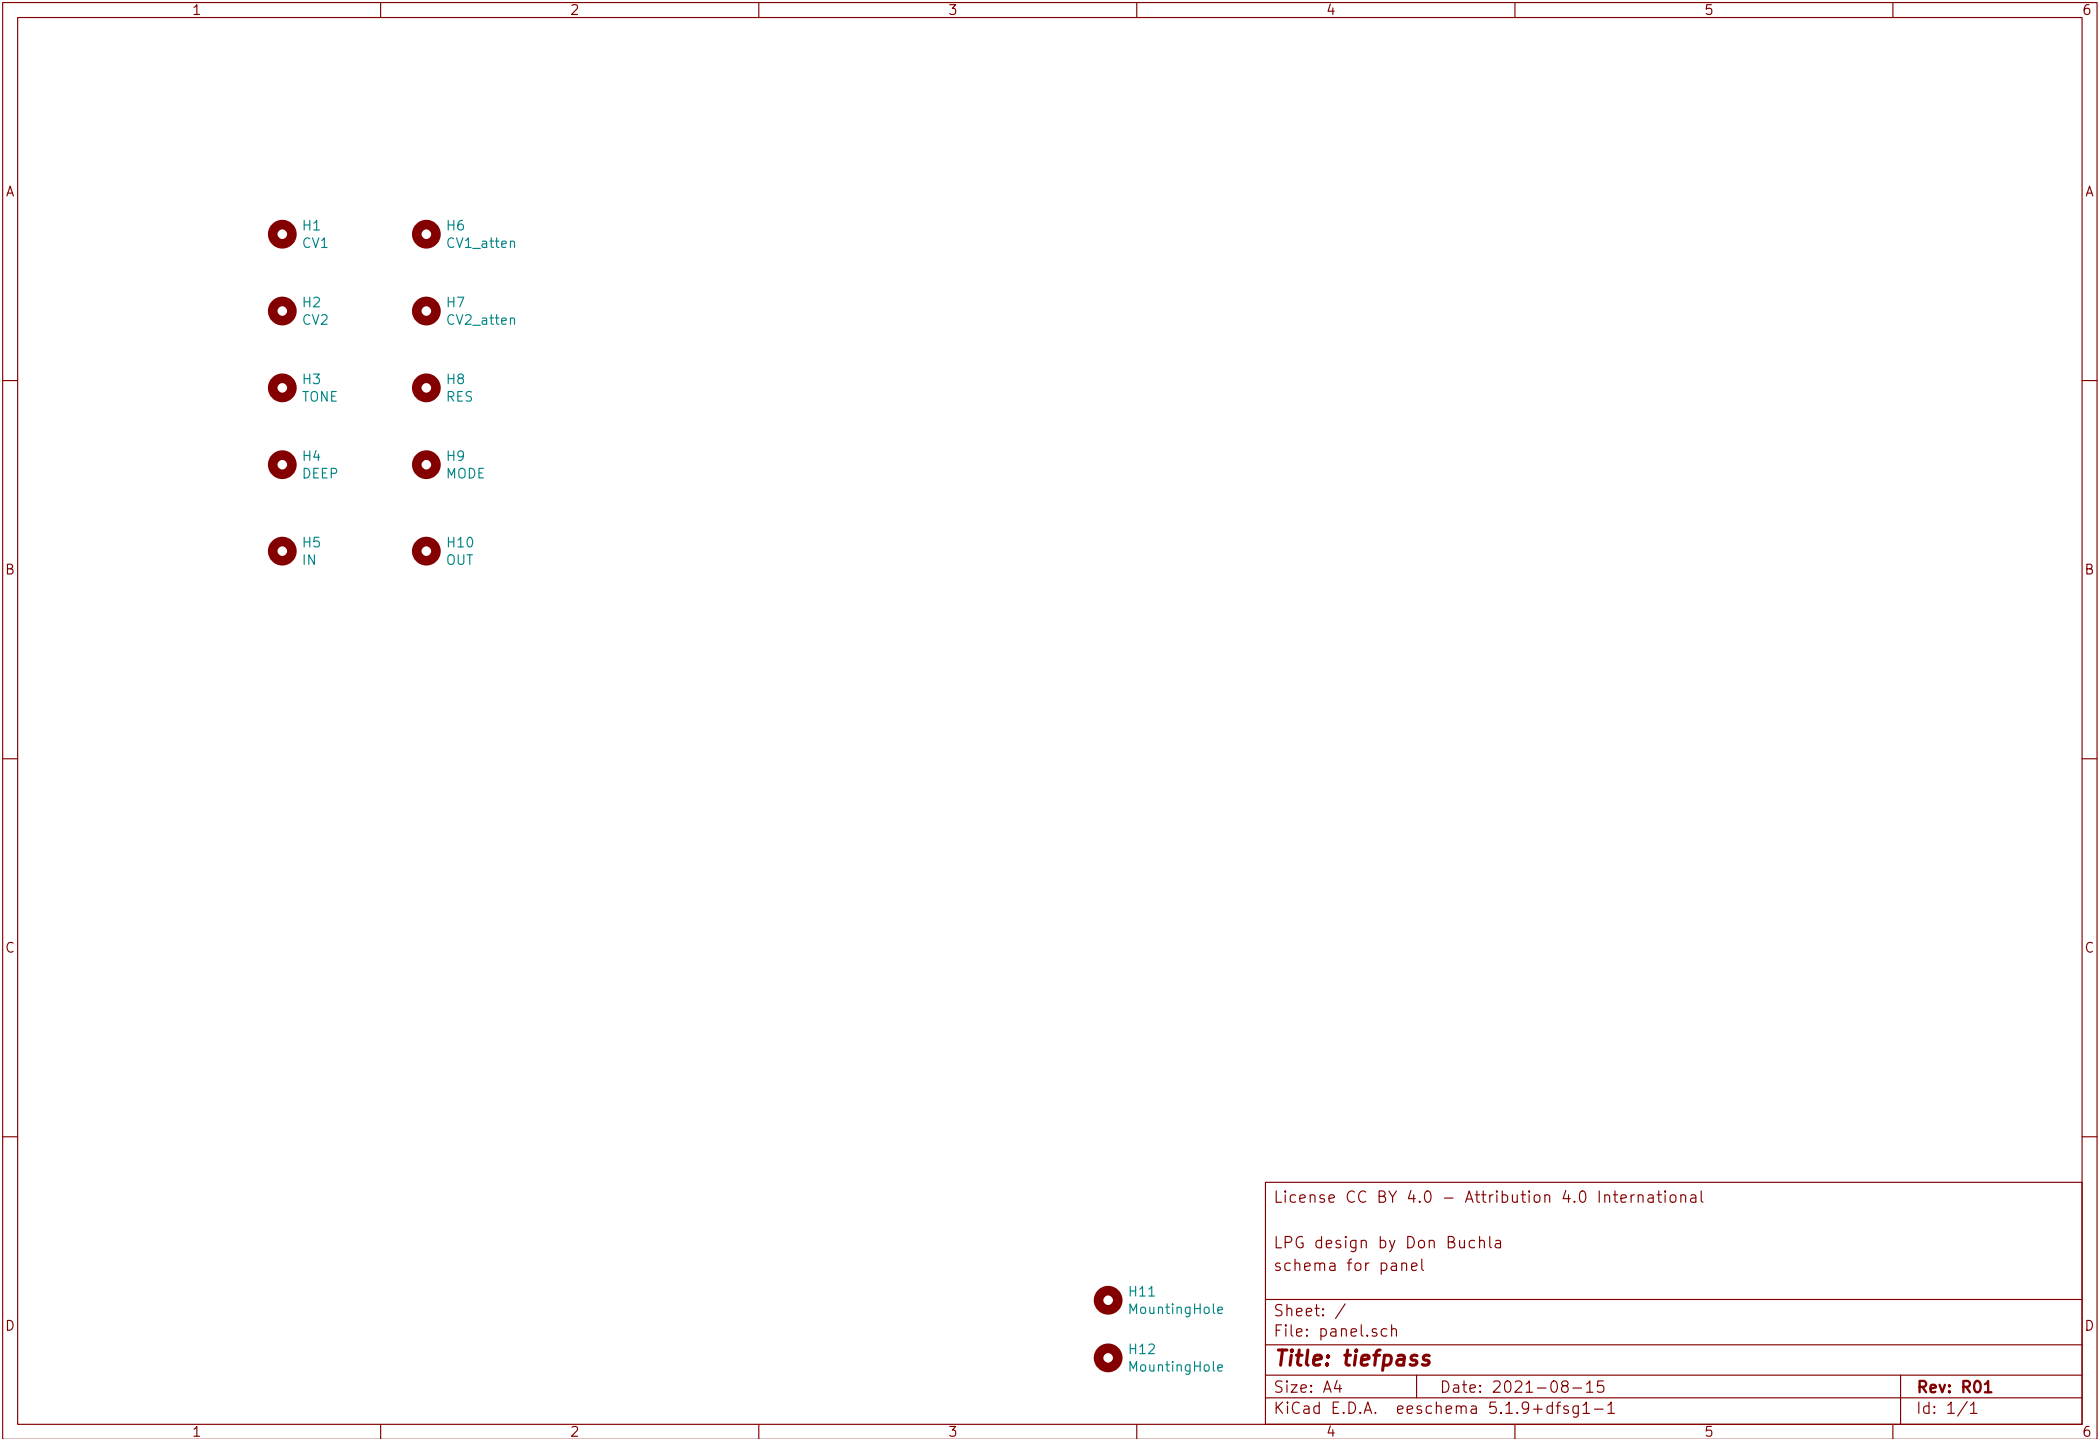 1 2 3 4 5 6
A A
H1 H6
CV1 CV1_atten
H2 H7
CV2 CV2_atten
H3 H8
TONE RES
H4 H9
DEEP MODE
H5 H10
IN OUT
B B
C C
License CC BY 4.0 - Attribution 4.0 International
LPG design by Don Buchla
schema for panel
H11
MountingHole
Sheet: /
File: panel.sch
D D
H12
MountingHole
Title: tiefpass
Size: A4 Date: 2021-08-15 Rev: R01
KiCad E.D.A. eeschema 5.1.9+dfsg1-1 Id: 1/1
1 2 3 4 5 6